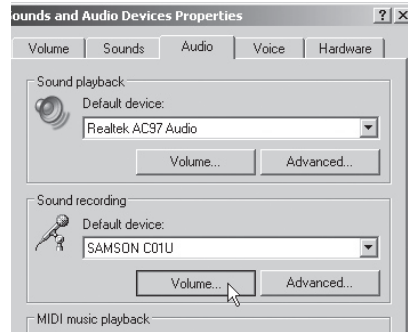 ounds and Audio Devices Properties
Volume Sounds Audio Voice Hardware
Sound playback
Default device:
Realtek AC97 Audio
Volume... Advanced...
Sound recording
Default device:
SAMSON C01U
Volume... Advanced...
MIDI music playback